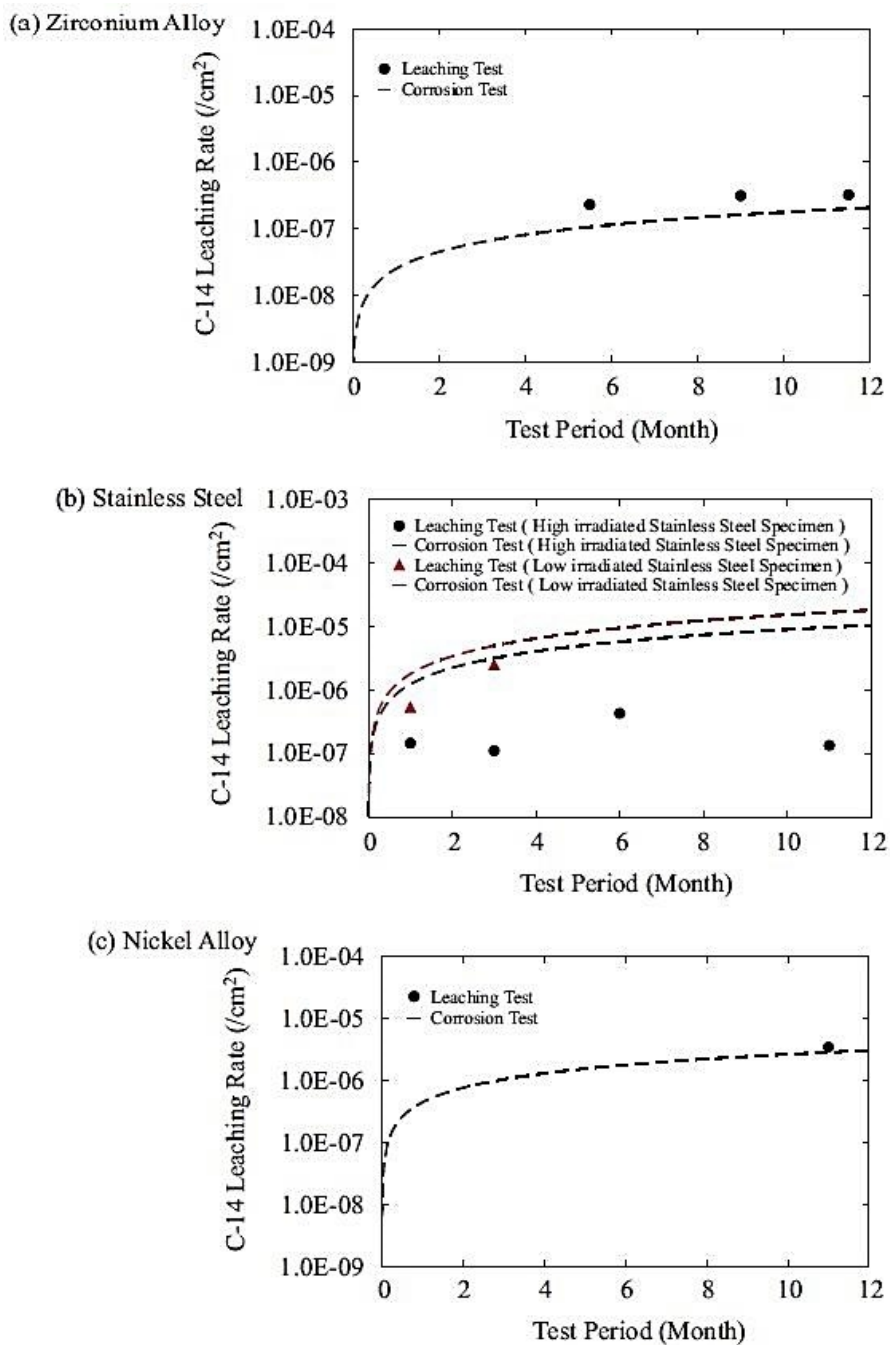 (a) Zirconium Alloy
C-14 Leaching Rate (/cm²)
1.0E-04
1.0E-05
1.0E-06
1.0E-07
1.0E-08
1.0E-09
Leaching Test
Corrosion Test
0 2 4 6 8 10 12
Test Period (Month)
(b) Stainless Steel
C-14 Leaching Rate (/cm²)
1.0E-03
1.0E-04
1.0E-05
1.0E-06
1.0E-07
1.0E-08
Leaching Test ( High irradiated Stainless Steel Specimen )
Corrosion Test ( High irradiated Stainless Steel Specimen )
Leaching Test ( Low irradiated Stainless Steel Specimen )
Corrosion Test ( Low irradiated Stainless Steel Specimen )
0 2 4 6 8 10 12
Test Period (Month)
(c) Nickel Alloy
C-14 Leaching Rate (/cm²)
1.0E-04
1.0E-05
1.0E-06
1.0E-07
1.0E-08
1.0E-09
Leaching Test
Corrosion Test
0 2 4 6 8 10 12
Test Period (Month)